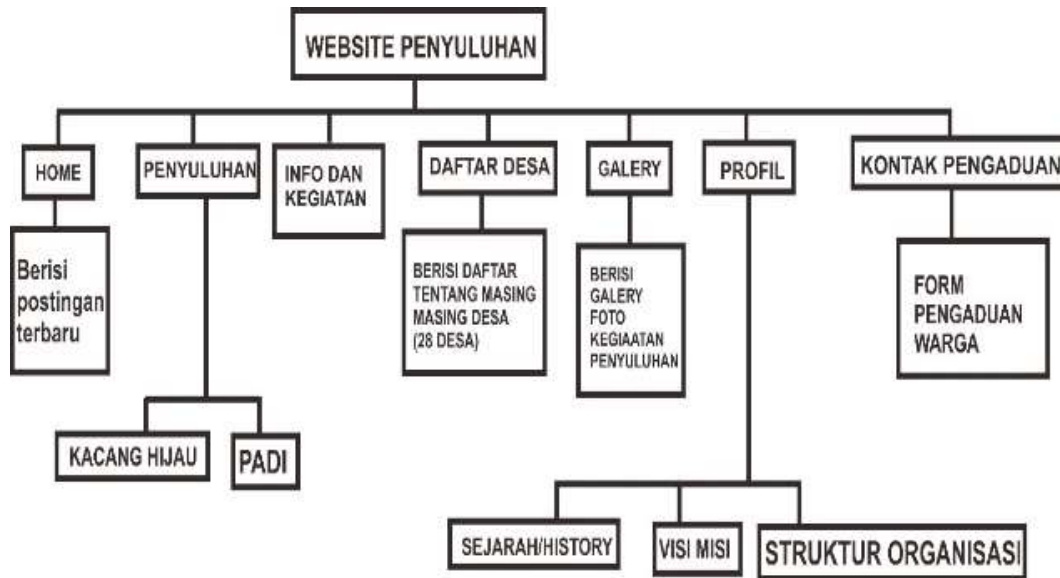 WEBSITE PENYULUHAN
HOME
PENYULUHAN
INFO DAN
KEGIATAN
DAFTAR DESA
GALERY
PROFIL
KONTAK PENGADUAN
Berisi
postingan
terbaru
BERISI DAFTAR
TENTANG MASING
MASING DESA
(28 DESA)
BERISI
GALERY
FOTO
KEGIAATAN
PENYULUHAN
FORM
PENGADUAN
WARGA
KACANG HIJAU
PADI
SEJARAH/HISTORY
VISI MISI
STRUKTUR ORGANISASI